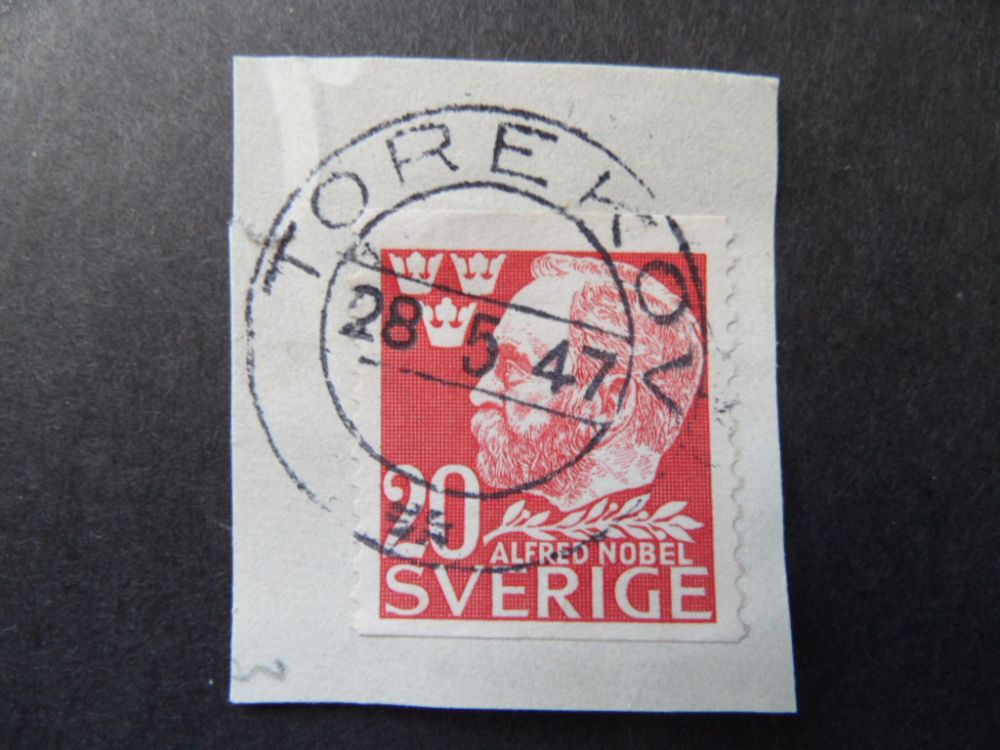 TOREKOV
28 5 47
20
ALFRED NOBEL
SVERIGE